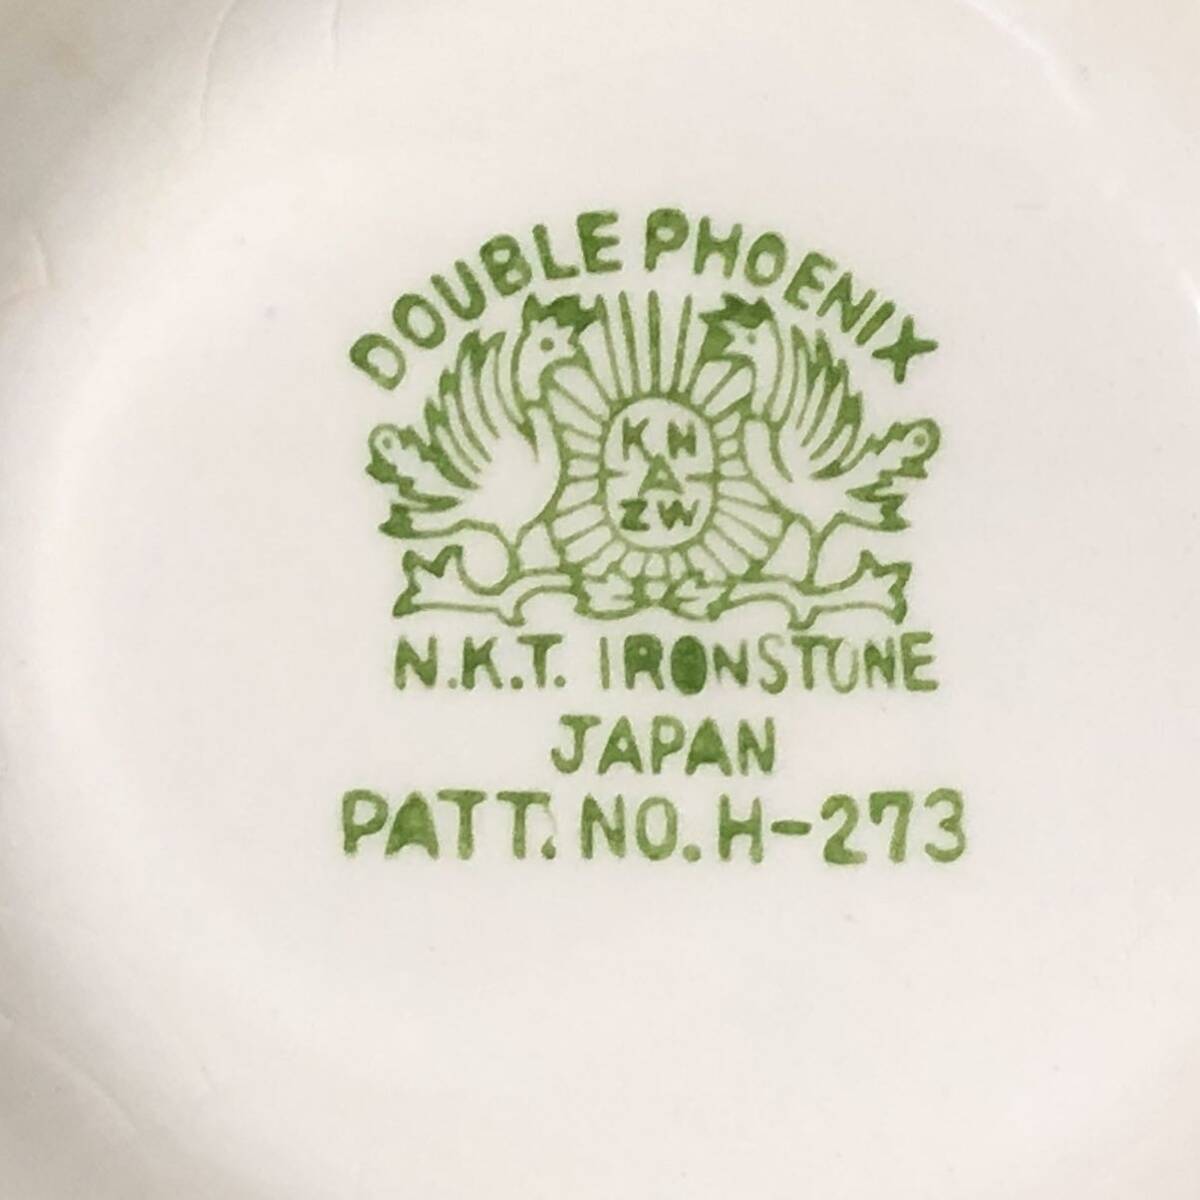 DOUBLE PHOENIX
K N
A
Z W
N.K.T. IRONSTONE
JAPAN
PATT. NO. H-273